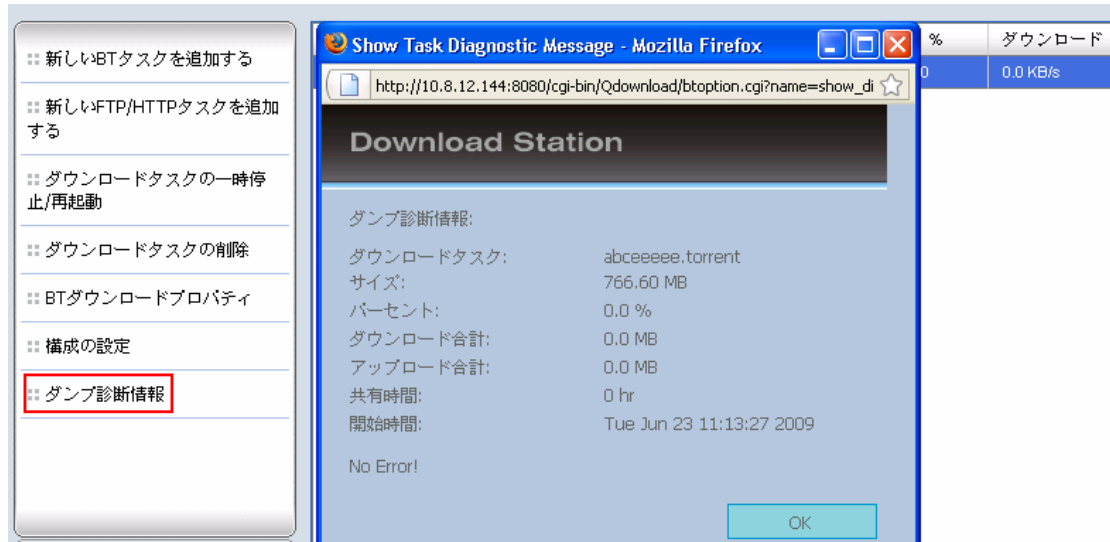 新しいBTタスクを追加する
新しいFTP/HTTPタスクを追加
する
ダウンロードタスクの一時停
止/再起動
ダウンロードタスクの削除
BTダウンロードプロパティ
構成の設定
ダンプ診断情報
Show Task Diagnostic Message - Mozilla Firefox
http://10.8.12.144:8080/cgi-bin/Qdownload/btoption.cgi?name=show_di
Download Station
ダンプ診断情報:
ダウンロードタスク: abceeeeee.torrent
サイズ: 766.60 MB
パーセント: 0.0 %
ダウンロード合計: 0.0 MB
アップロード合計: 0.0 MB
共有時間: 0 hr
開始時間: Tue Jun 23 11:13:27 2009
No Error!
OK
% ダウンロード
0 0.0 KB/s